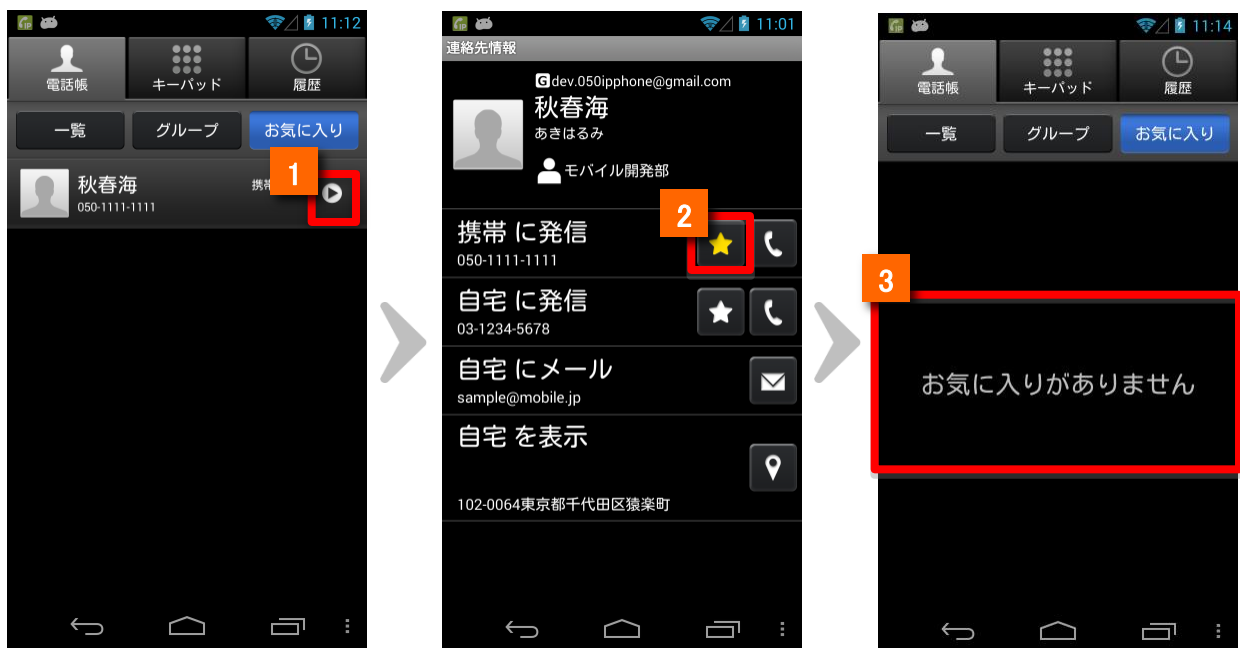 11:12
電話帳
キーパッド
履歴
一覧
グループ
お気に入り
1
秋春海
携帯
050-1111-1111
11:01
連絡先情報
G dev.050ipphone@gmail.com
秋春海
あきはるみ
モバイル開発部
2
携帯 に発信
050-1111-1111
自宅 に発信
03-1234-5678
自宅 にメール
sample@mobile.jp
自宅 を表示
102-0064東京都千代田区猿楽町
11:14
電話帳
キーパッド
履歴
一覧
グループ
お気に入り
3
お気に入りがありません